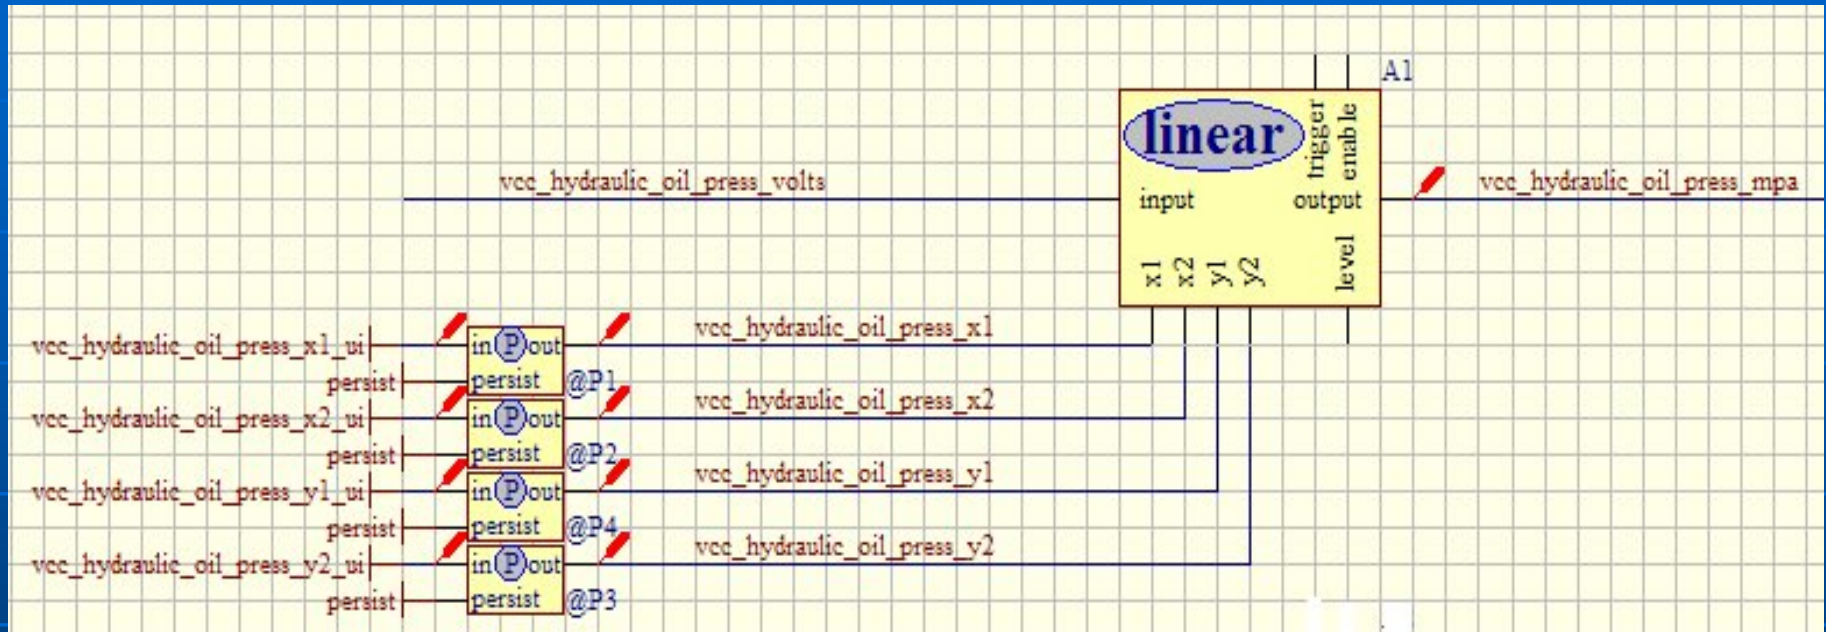 A1
linear
trigger
enable
vcc_hydraulic_oil_press_volts
vcc_hydraulic_oil_press_mpa
input
output
x1
x2
y1
y2
level
vcc_hydraulic_oil_press_x1_ui
in P out
vcc_hydraulic_oil_press_x1
persist
persist @P1
vcc_hydraulic_oil_press_x2_ui
in P out
vcc_hydraulic_oil_press_x2
persist
persist @P2
vcc_hydraulic_oil_press_y1_ui
in P out
vcc_hydraulic_oil_press_y1
persist
persist @P4
vcc_hydraulic_oil_press_y2_ui
in P out
vcc_hydraulic_oil_press_y2
persist
persist @P3